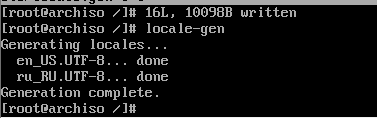 [root@archiso /]# 16L, 10098B written
[root@archiso /]# locale-gen
Generating locales...
  en_US.UTF-8... done
  ru_RU.UTF-8... done
Generation complete.
[root@archiso /]#